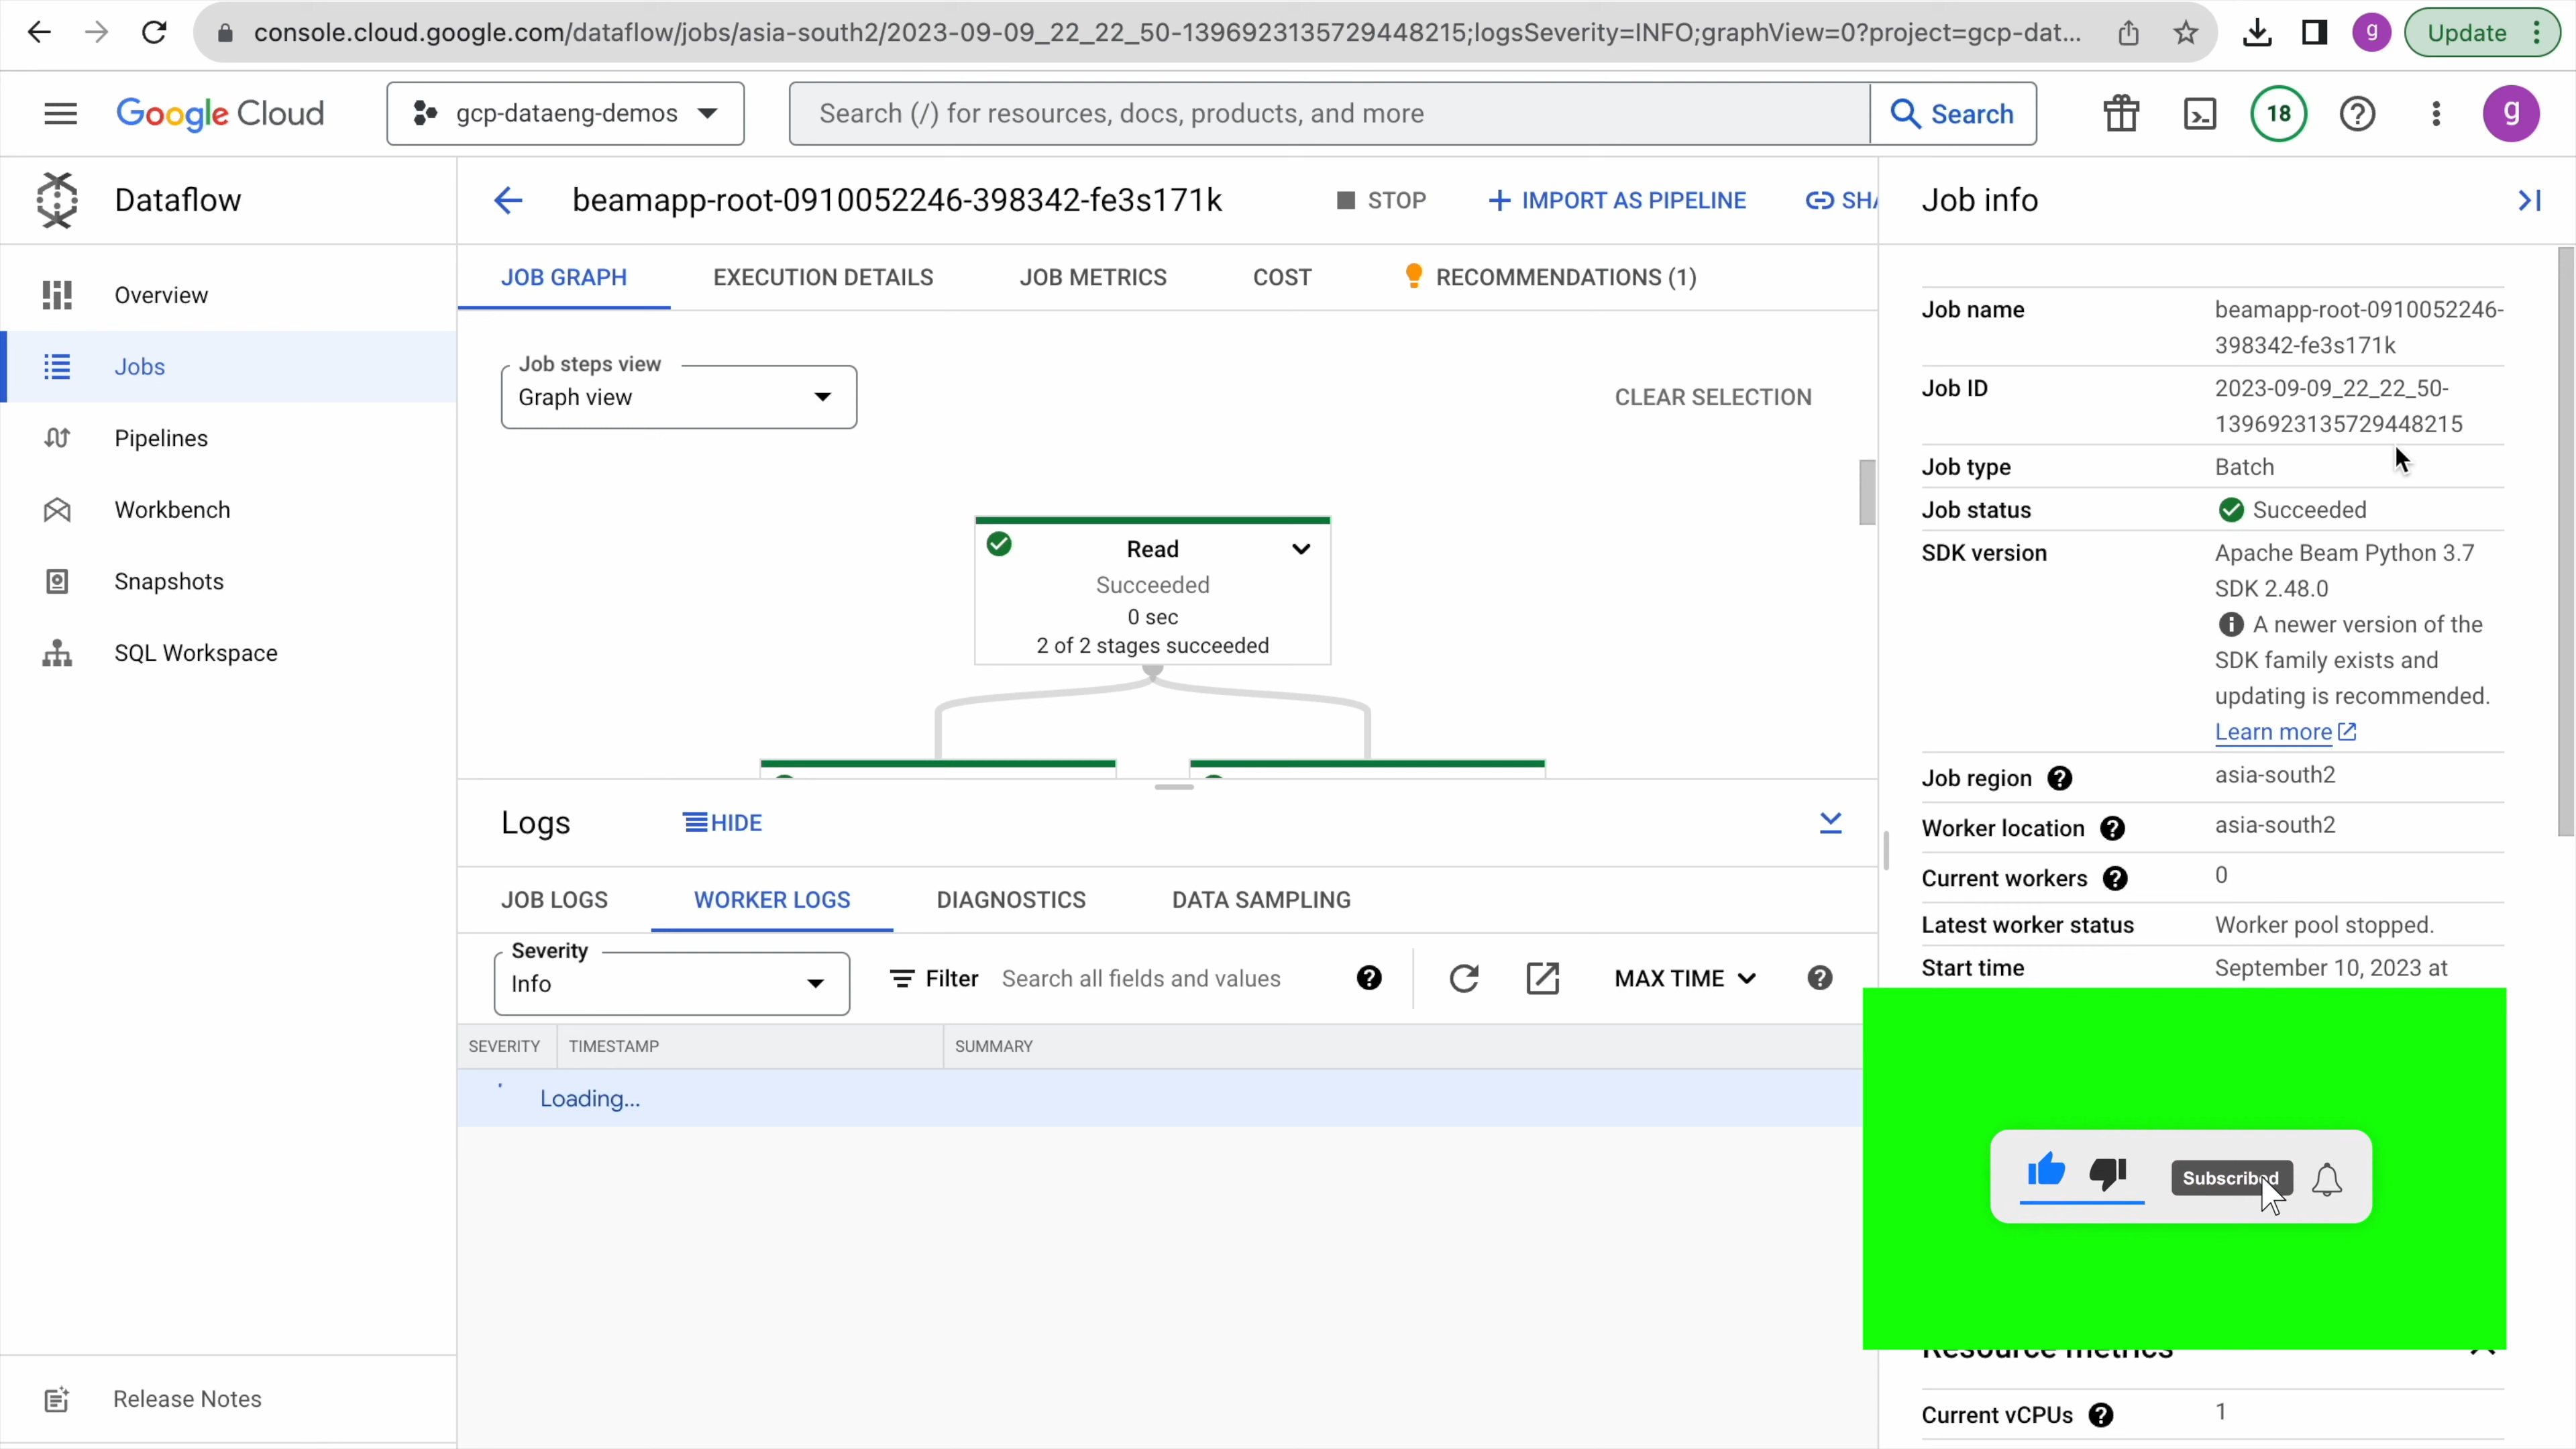 console.cloud.google.com/dataflow/jobs/asia-south2/2023-09-09_22_22_50-1396923135729448215;logsSeverity=INFO;graphView=0?project=gcp-dat...
g
Update
Google Cloud
gcp-dataeng-demos
Search (/) for resources, docs, products, and more
Search
18
g
Dataflow
beamapp-root-0910052246-398342-fe3s171k
STOP
IMPORT AS PIPELINE
SHA
Job info
Overview
Jobs
Pipelines
Workbench
Snapshots
SQL Workspace
Release Notes
JOB GRAPH
EXECUTION DETAILS
JOB METRICS
COST
RECOMMENDATIONS (1)
Job steps view
Graph view
CLEAR SELECTION
Read
Succeeded
0 sec
2 of 2 stages succeeded
Logs
HIDE
JOB LOGS
WORKER LOGS
DIAGNOSTICS
DATA SAMPLING
Severity
Info
Filter
Search all fields and values
MAX TIME
SEVERITY
TIMESTAMP
SUMMARY
Loading...
Job name
beamapp-root-0910052246-
398342-fe3s171k
Job ID
2023-09-09_22_22_50-
1396923135729448215
Job type
Batch
Job status
Succeeded
SDK version
Apache Beam Python 3.7
SDK 2.48.0
A newer version of the
SDK family exists and
updating is recommended.
Learn more
Job region
asia-south2
Worker location
asia-south2
Current workers
0
Latest worker status
Worker pool stopped.
Start time
September 10, 2023 at
Subscribed
Resource metrics
Current vCPUs
1